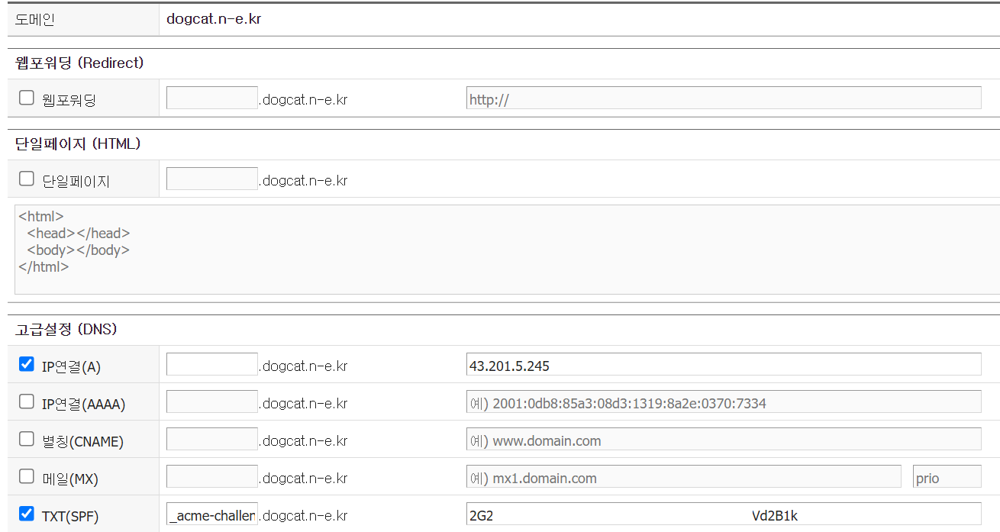 도메인 dogcat.n-e.kr
웹포워딩 (Redirect)
웹포워딩 .dogcat.n-e.kr http://
단일페이지 (HTML)
단일페이지 .dogcat.n-e.kr
<html>
<head></head>
<body></body>
</html>
고급설정 (DNS)
IP연결(A) .dogcat.n-e.kr 43.201.5.245
IP연결(AAAA) .dogcat.n-e.kr 예) 2001:0db8:85a3:08d3:1319:8a2e:0370:7334
별칭(CNAME) .dogcat.n-e.kr 예) www.domain.com
메일(MX) .dogcat.n-e.kr 예) mx1.domain.com prio
TXT(SPF) _acme-challen .dogcat.n-e.kr 2G2 Vd2B1k